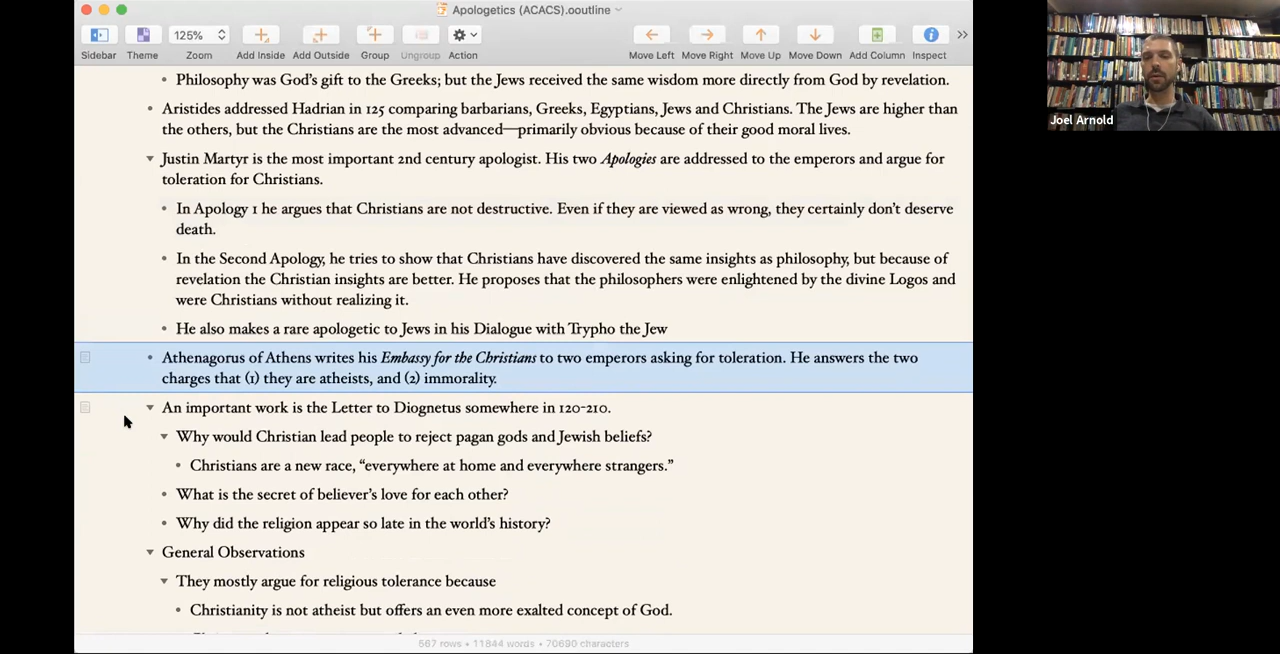 Apologetics (ACACS).ooutline
125%
Sidebar Theme Zoom Add Inside Add Outside Group Ungroup Action Move Left Move Right Move Up Move Down Add Column Inspect
Joel Arnold
Philosophy was God's gift to the Greeks; but the Jews received the same wisdom more directly from God by revelation.
Aristides addressed Hadrian in 125 comparing barbarians, Greeks, Egyptians, Jews and Christians. The Jews are higher than
the others, but the Christians are the most advanced—primarily obvious because of their good moral lives.
Justin Martyr is the most important 2nd century apologist. His two Apologies are addressed to the emperors and argue for
toleration for Christians.
In Apology 1 he argues that Christians are not destructive. Even if they are viewed as wrong, they certainly don't deserve
death.
In the Second Apology, he tries to show that Christians have discovered the same insights as philosophy, but because of
revelation the Christian insights are better. He proposes that the philosophers were enlightened by the divine Logos and
were Christians without realizing it.
He also makes a rare apologetic to Jews in his Dialogue with Trypho the Jew
Athenagorus of Athens writes his Embassy for the Christians to two emperors asking for toleration. He answers the two
charges that (1) they are atheists, and (2) immorality.
An important work is the Letter to Diognetus somewhere in 120-210.
Why would Christian lead people to reject pagan gods and Jewish beliefs?
Christians are a new race, “everywhere at home and everywhere strangers.”
What is the secret of believer's love for each other?
Why did the religion appear so late in the world's history?
General Observations
They mostly argue for religious tolerance because
Christianity is not atheist but offers an even more exalted concept of God.
567 rows • 11844 words • 70690 characters